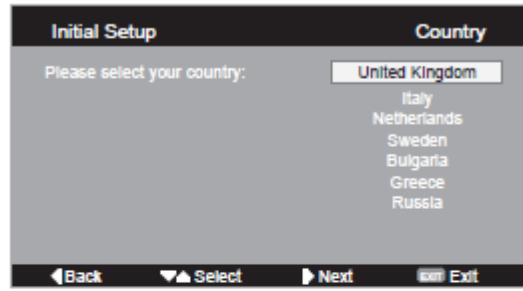 Initial Setup Country
Please select your country: United Kingdom
Italy
Netherlands
Sweden
Bulgaria
Greece
Russia
Back Select Next EXIT Exit